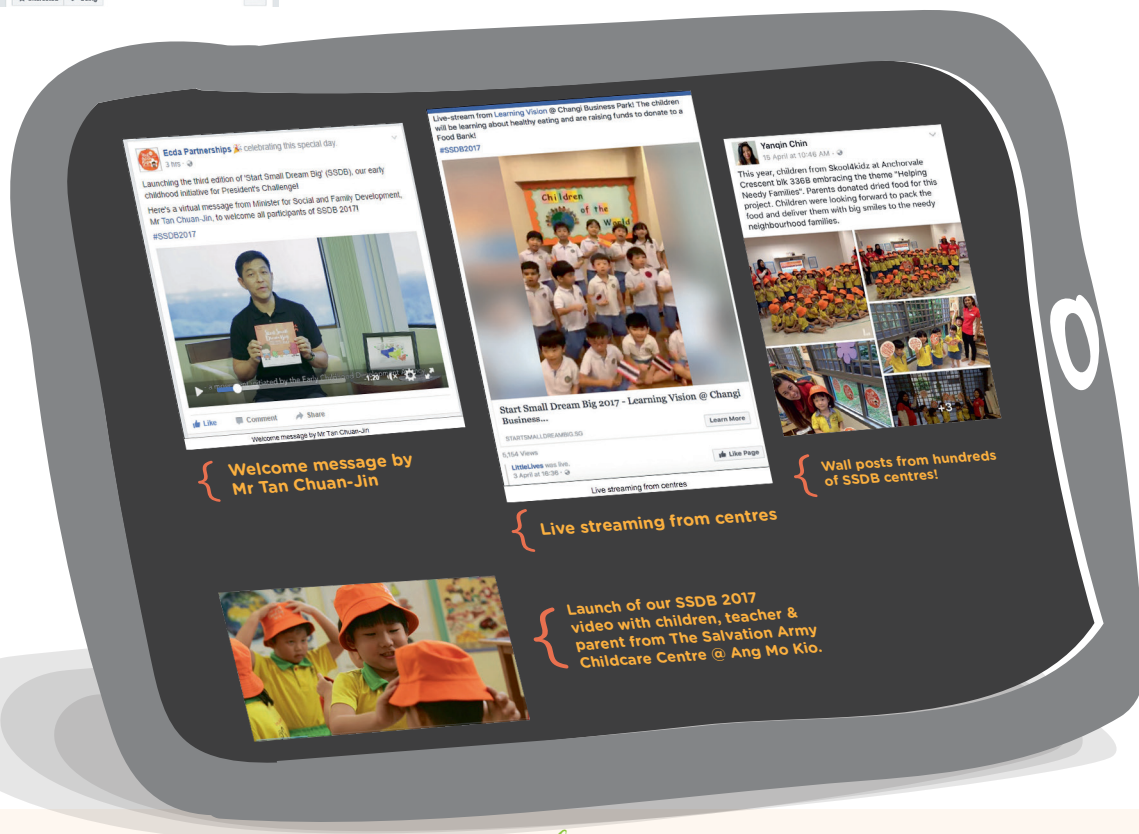 Ecda Partnerships celebrating this special day.
3 hrs
Launching the third edition of 'Start Small Dream Big' (SSDB), our early
childhood initiative for President's Challenge!
Here's a virtual message from Minister for Social and Family Development,
Mr Tan Chuan-Jin, to welcome all participants of SSDB 2017!
#SSDB2017
initiated by the Early Childhood Development
-1:29
Like Comment Share
Welcome message by Mr Tan Chuan-Jin
Welcome message by
Mr Tan Chuan-Jin
Live-stream from Learning Vision @ Changi Business Park! The children
will be learning about healthy eating and are raising funds to donate to a
Food Bank!
#SSDB2017
Children
of the
World
Start Small Dream Big 2017 - Learning Vision @ Changi
Business...
Learn More
STARTSMALLDREAMBIG.SG
5,154 Views
Like Page
LittleLives was live.
3 April at 16:36
Live streaming from centres
Live streaming from centres
Yanqin Chin
15 April at 10:46 AM
This year, children from Skool4kidz at Anchorvale
Crescent blk 336B embracing the theme "Helping
Needy Families". Parents donated dried food for this
project. Children were looking forward to pack the
food and deliver them with big smiles to the needy
neighbourhood families.
+3
Wall posts from hundreds
of SSDB centres!
Launch of our SSDB 2017
video with children, teacher &
parent from The Salvation Army
Childcare Centre @ Ang Mo Kio.